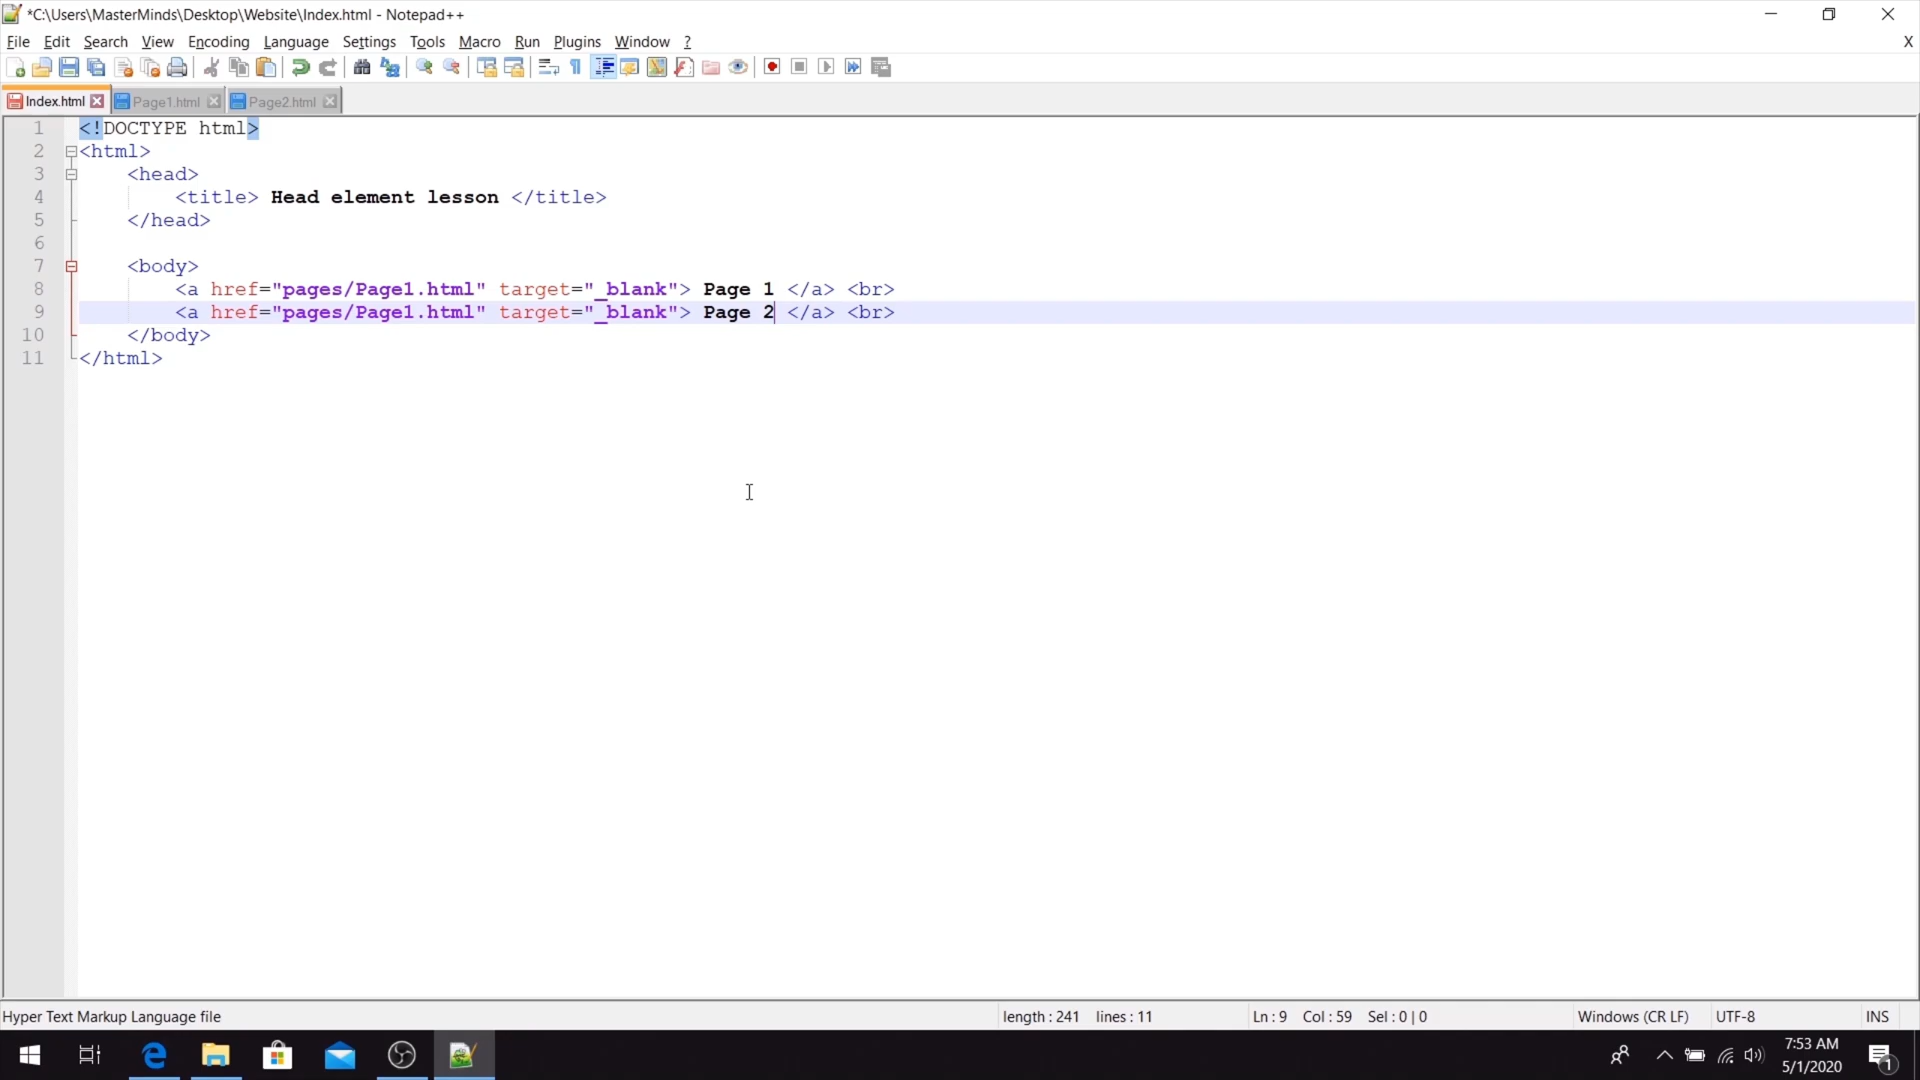 *C:\Users\MasterMinds\Desktop\Website\Index.html - Notepad++
File Edit Search View Encoding Language Settings Tools Macro Run Plugins Window ? X
Index.html Page1.html Page2.html
1 <!DOCTYPE html>
2 <html>
3 <head>
4 <title> Head element lesson </title>
5 </head>
6
7 <body>
8 <a href="pages/Page1.html" target="_blank"> Page 1 </a> <br>
9 <a href="pages/Page1.html" target="_blank"> Page 2 </a> <br>
10 </body>
11 </html>
Hyper Text Markup Language file length : 241 lines : 11 Ln : 9 Col : 59 Sel : 0 | 0 Windows (CR LF) UTF-8 INS
7:53 AM
5/1/2020
1